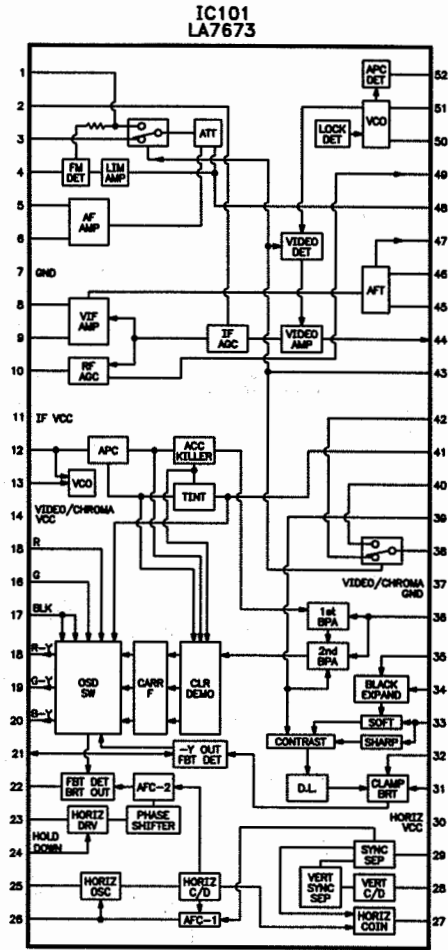 IC101
LA7673
1
2
3
4
5
6
7
GND
8
9
10
11
IF VCC
12
13
VIDEO/CHROMA
VCC
14
15
R
16
G
17
BLK
18
R-Y
19
G-Y
20
B-Y
21
22
23
HOLD
DOWN
24
25
26
ATT
FM
DET
LIM
AMP
AF
AMP
VIF
AMP
RF
AGC
IF
AGC
VIDEO
DET
VIDEO
AMP
LOCK
DET
APC
DET
VCO
AFT
APC
ACC
KILLER
VCO
TINT
OSD
SW
CARR
F
CLR
DEMO
1st
BPA
2nd
BPA
BLACK
EXPAND
SOFT
SHARP
CONTRAST
-Y OUT
FBT DET
D.L.
CLAMP
BRT
FBT DET
BRT OUT
AFC-2
HORIZ
DRV
PHASE
SHIFTER
HORIZ
OSC
HORIZ
C/D
AFC-1
SYNC
SEP
VERT
SYNC
SEP
VERT
C/D
HORIZ
COIN
52
51
50
49
48
47
46
45
44
43
42
41
40
39
38
37
VIDEO/CHROMA
GND
36
35
34
33
32
31
30
HORIZ
VCC
29
28
27